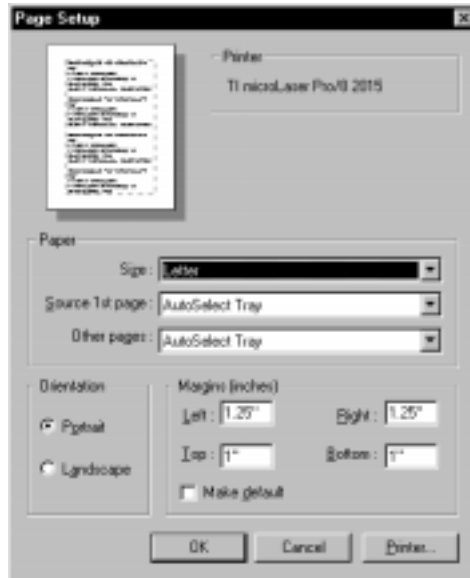 Page Setup
Printer
TI microLaser Pro/8 2015
Paper
Size: Letter
Source 1st page: AutoSelect Tray
Other pages: AutoSelect Tray
Orientation
Portrait
Landscape
Margins (inches)
Left: 1.25" Right: 1.25"
Top: 1" Bottom: 1"
Make default
OK Cancel Printer...